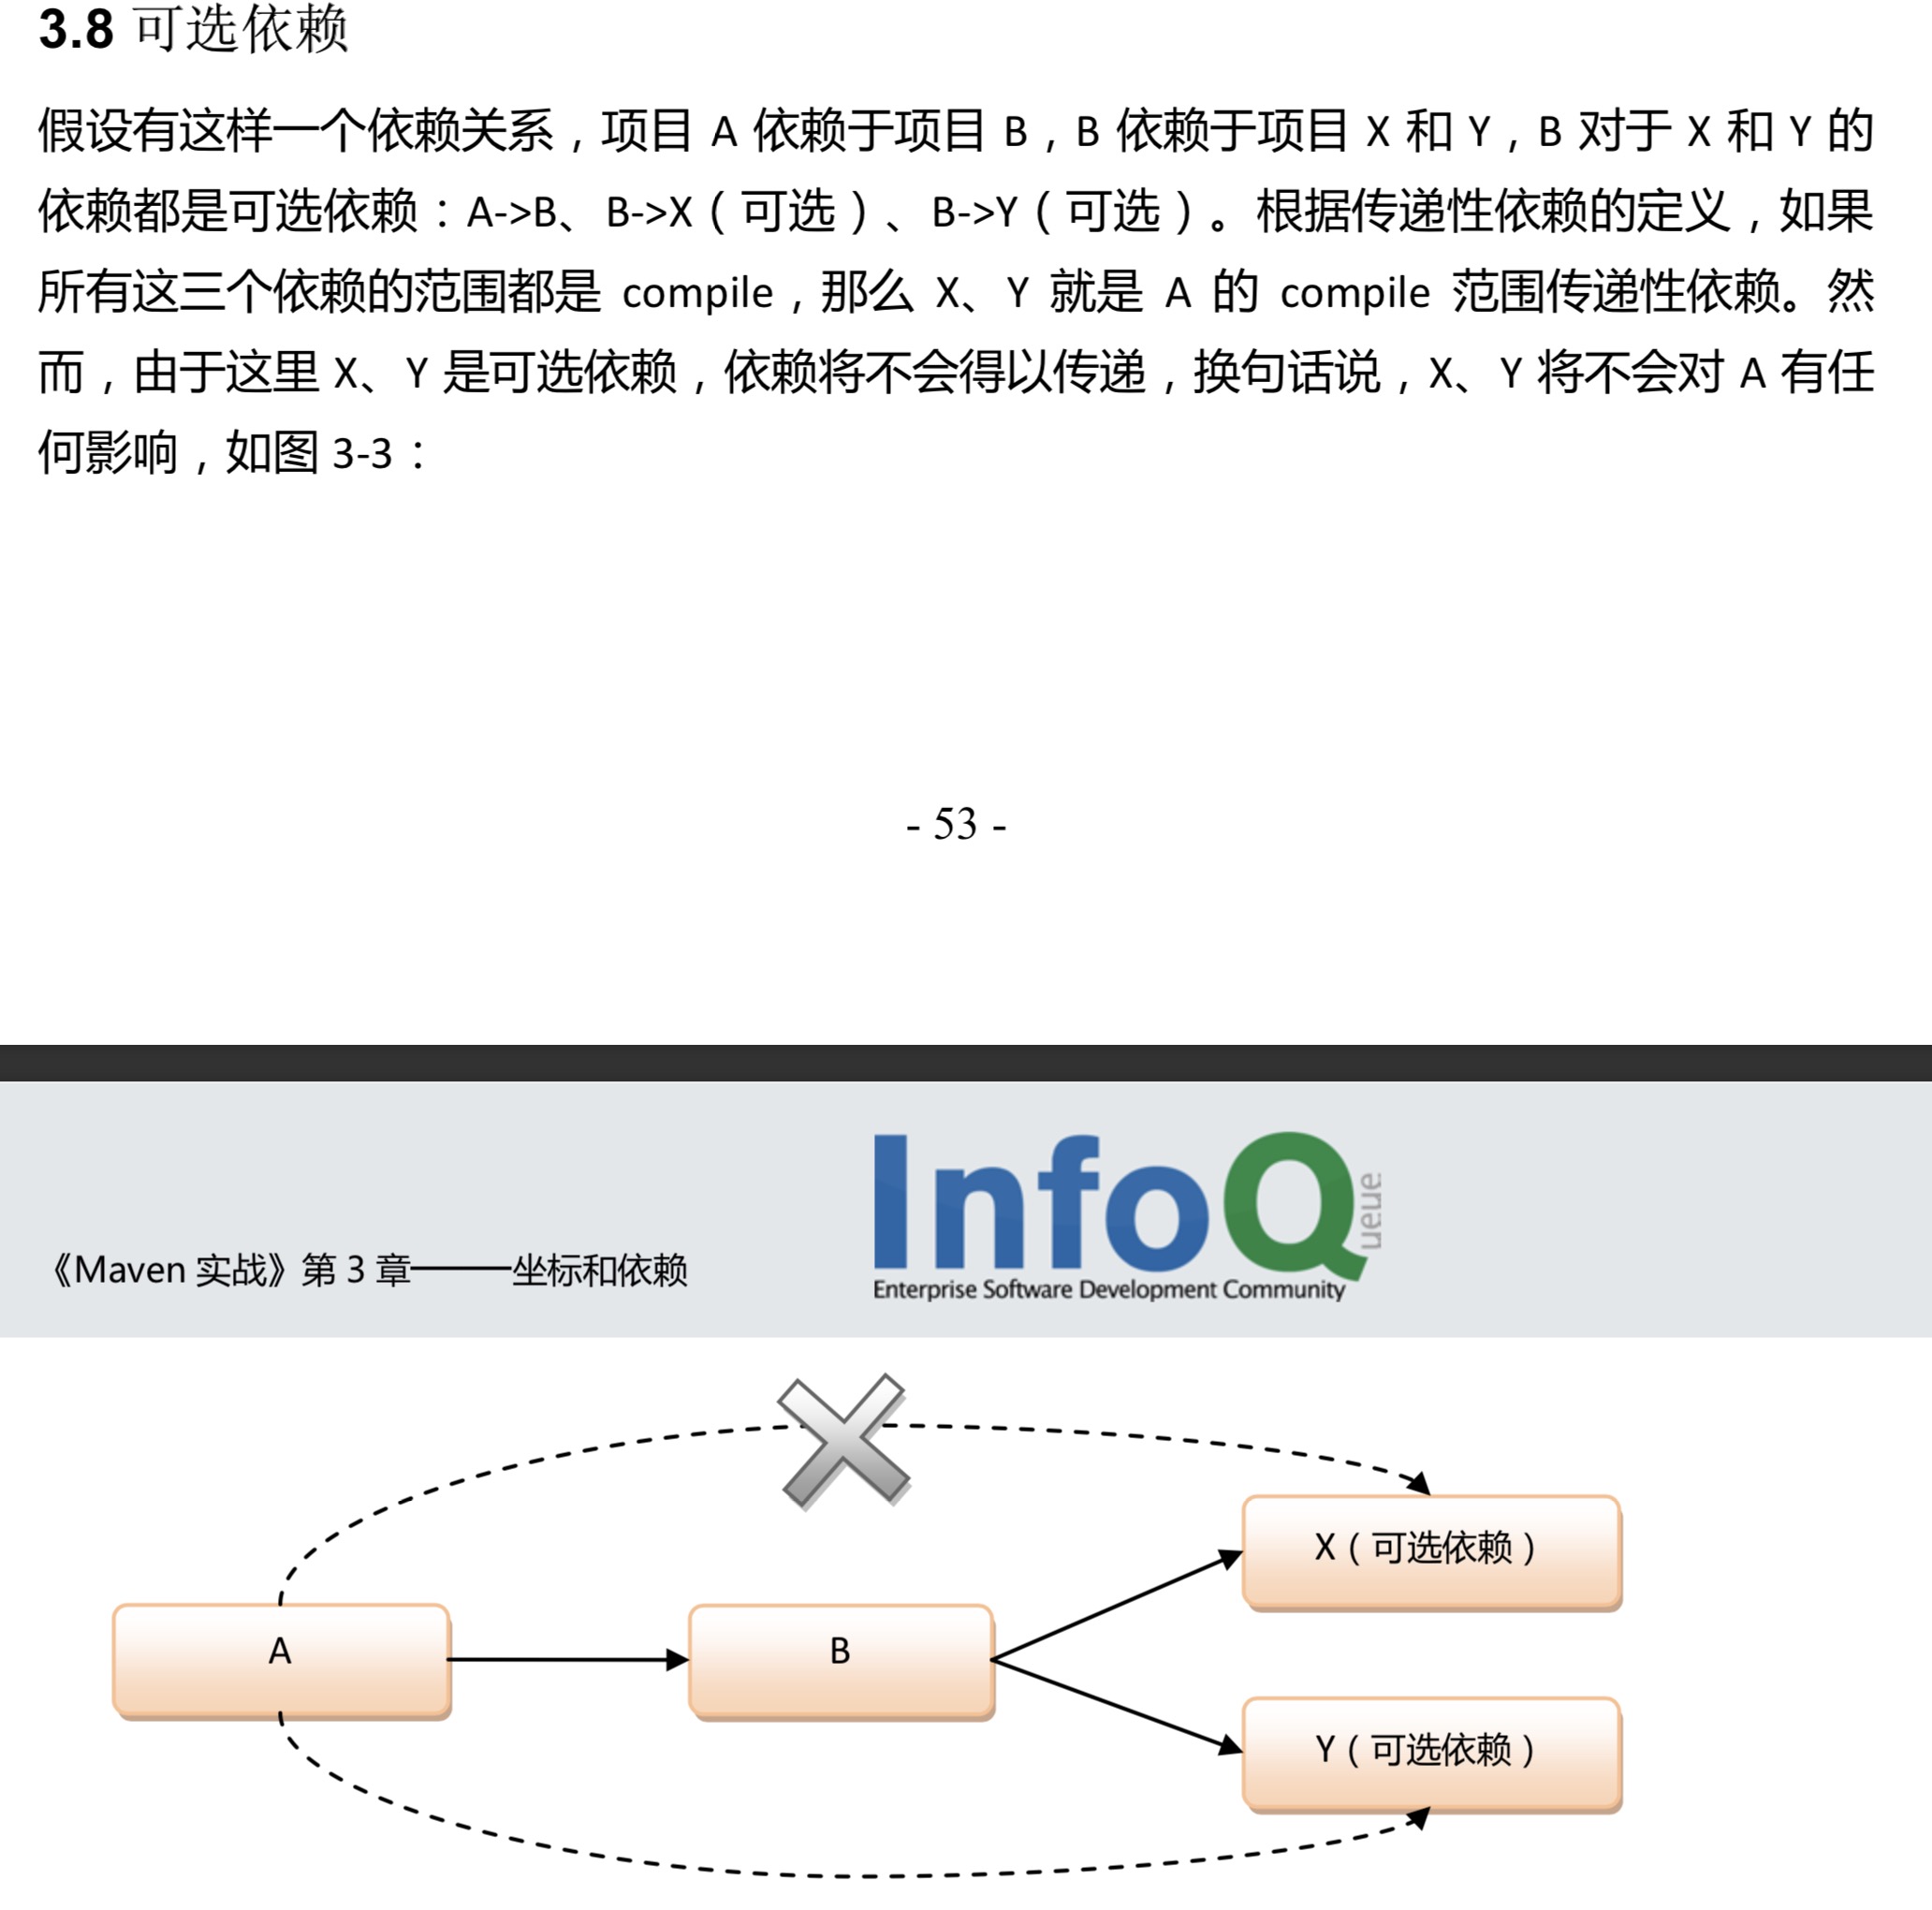 3.8 可选依赖
假设有这样一个依赖关系，项目 A 依赖于项目 B，B 依赖于项目 X 和 Y，B 对于 X 和 Y 的
依赖都是可选依赖：A->B、B->X（可选）、B->Y（可选）。根据传递性依赖的定义，如果
所有这三个依赖的范围都是 compile，那么 X、Y 就是 A 的 compile 范围传递性依赖。然
而，由于这里 X、Y 是可选依赖，依赖将不会得以传递，换句话说，X、Y 将不会对 A 有任
何影响，如图 3-3：
- 53 -
InfoQ
ueue
《Maven 实战》第 3 章———坐标和依赖
Enterprise Software Development Community
X（可选依赖）
A
B
Y（可选依赖）